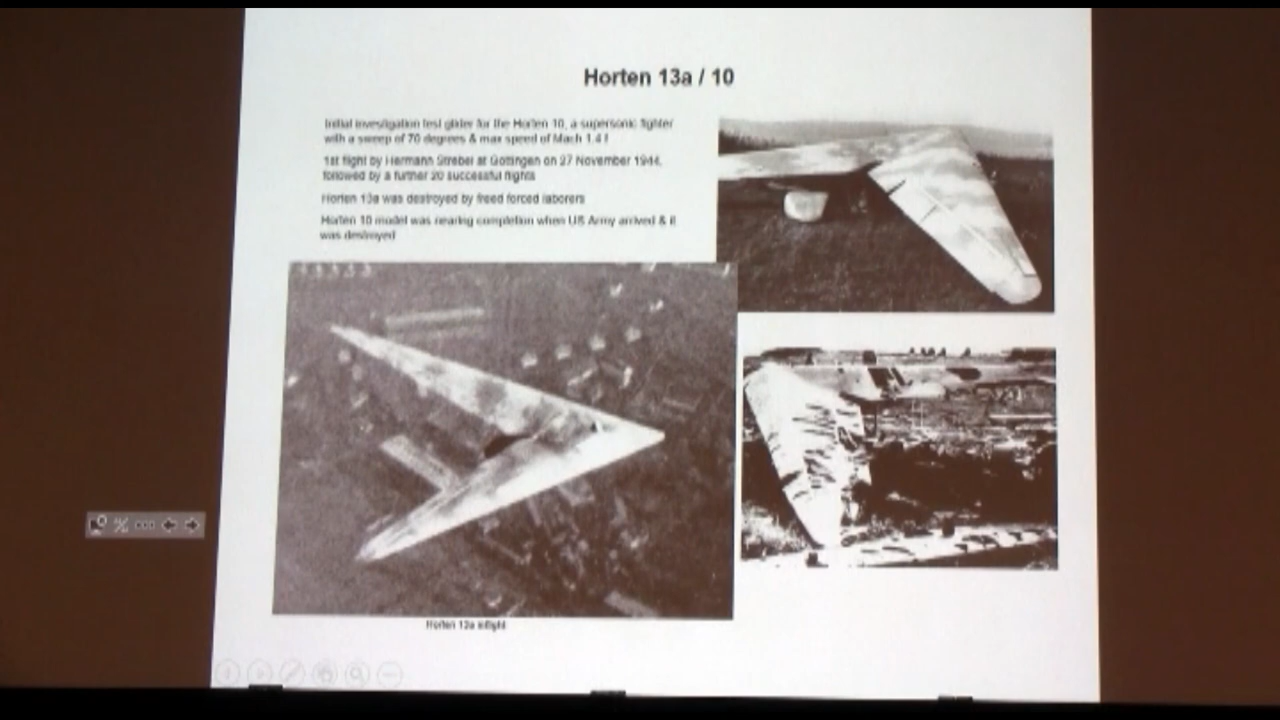 Horten 13a / 10
Initial investigation test glider for the Horten 10, a supersonic fighter
with a sweep of 70 degrees & max speed of Mach 1.4!
1st flight by Hermann Strebel at Gottingen on 27 November 1944,
followed by a further 20 successful flights
Horten 13a was destroyed by freed forced laborers
Horten 10 model was nearing completion when US Army arrived & it
was destroyed
Horten 13a inflight